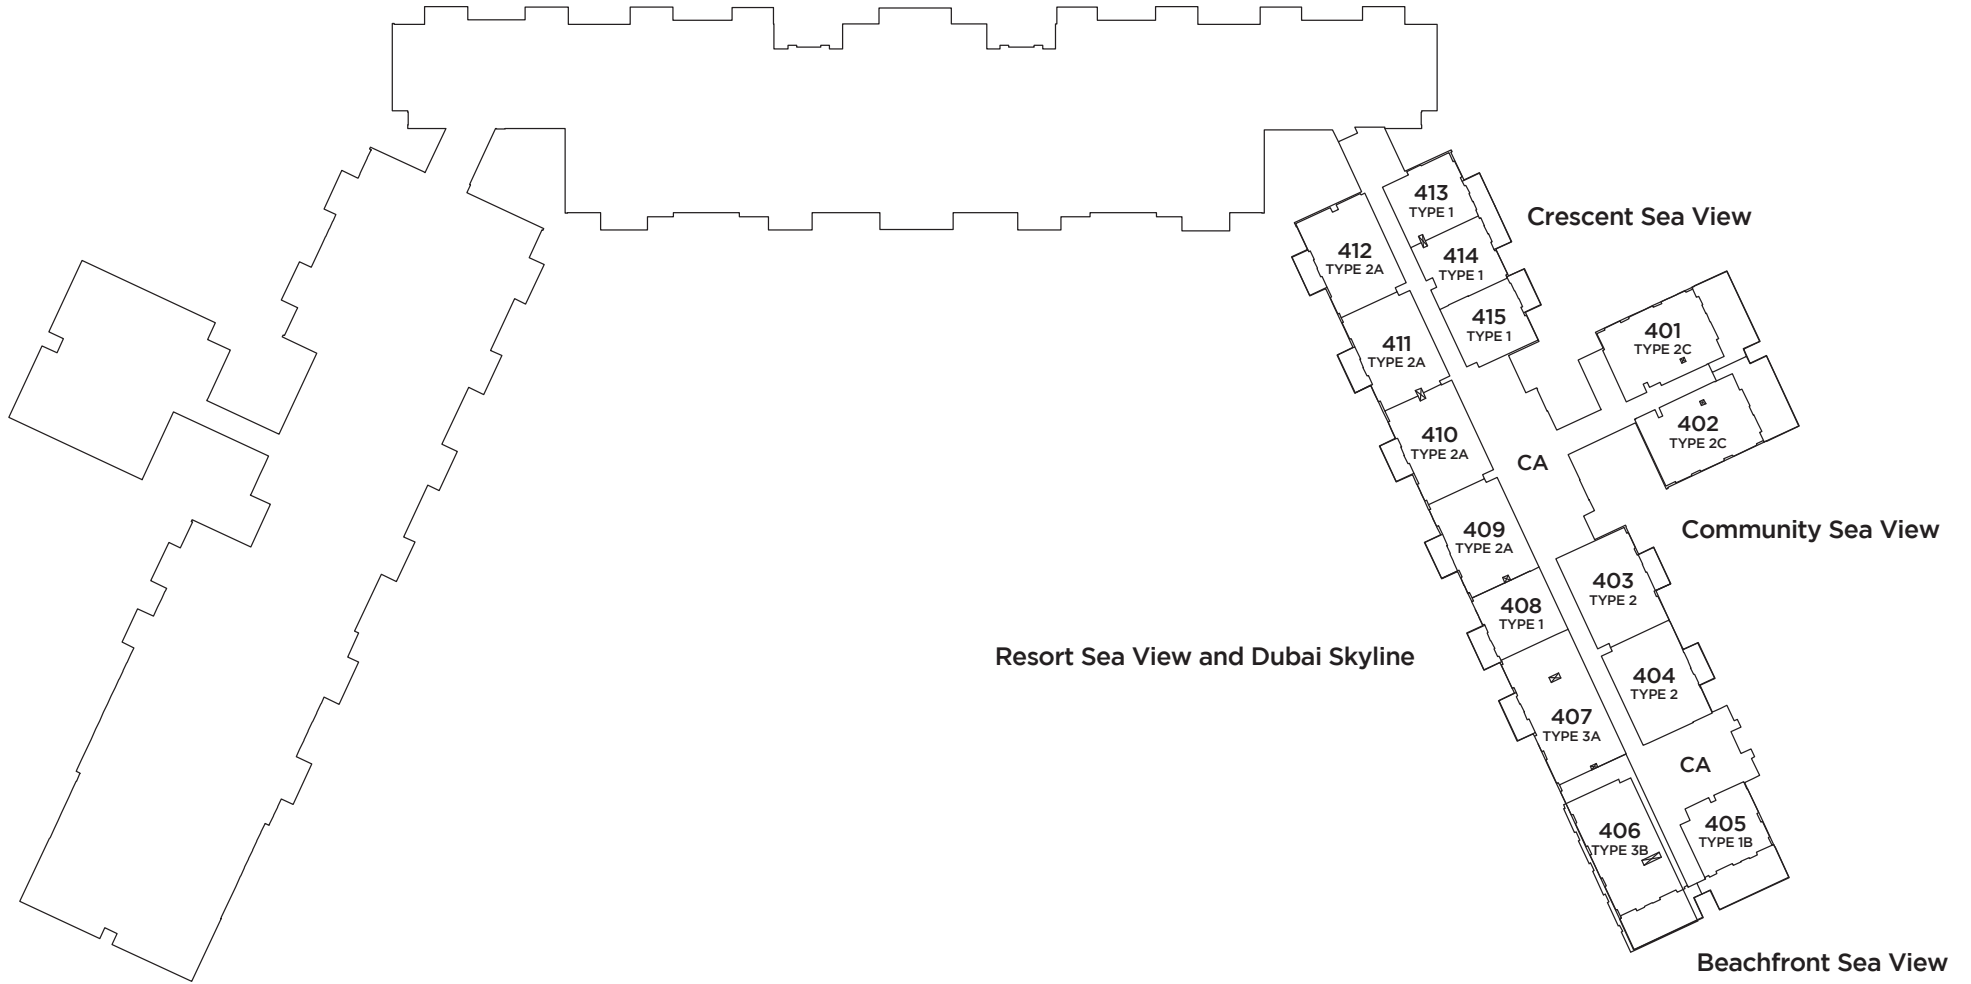 413
TYPE 1
Crescent Sea View
412
TYPE 2A
414
TYPE 1
415
TYPE 1
411
TYPE 2A
401
TYPE 2C
402
TYPE 2C
410
TYPE 2A
CA
409
TYPE 2A
Community Sea View
403
TYPE 2
408
TYPE 1
Resort Sea View and Dubai Skyline
404
TYPE 2
407
TYPE 3A
CA
406
TYPE 3B
405
TYPE 1B
Beachfront Sea View